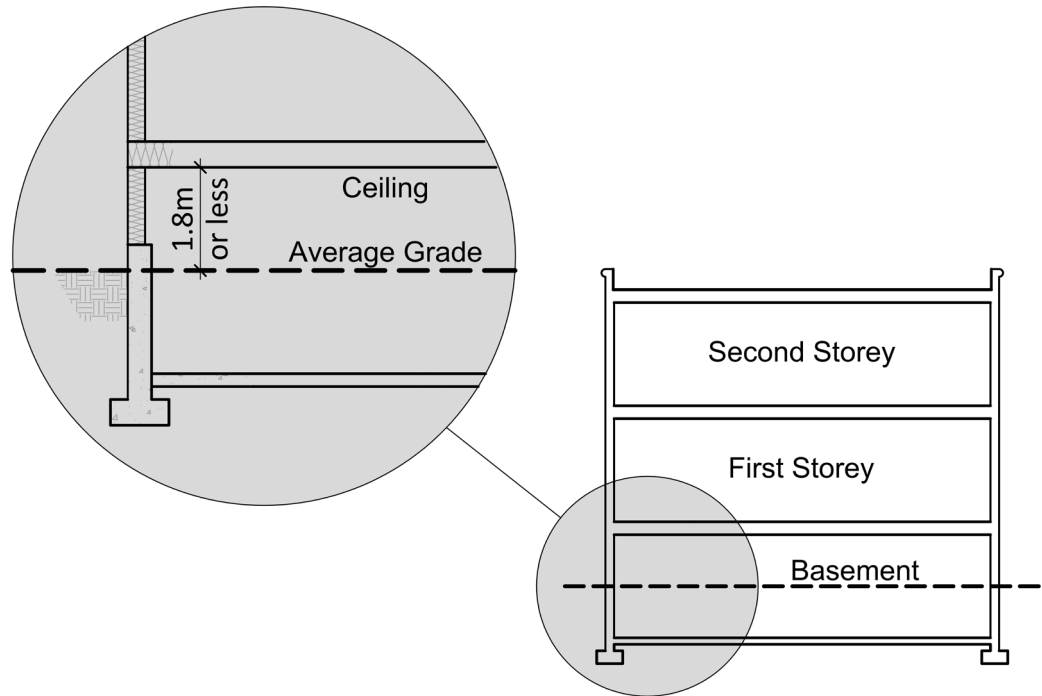 Ceiling
1.8m
or less
Average Grade
Second Storey
First Storey
Basement